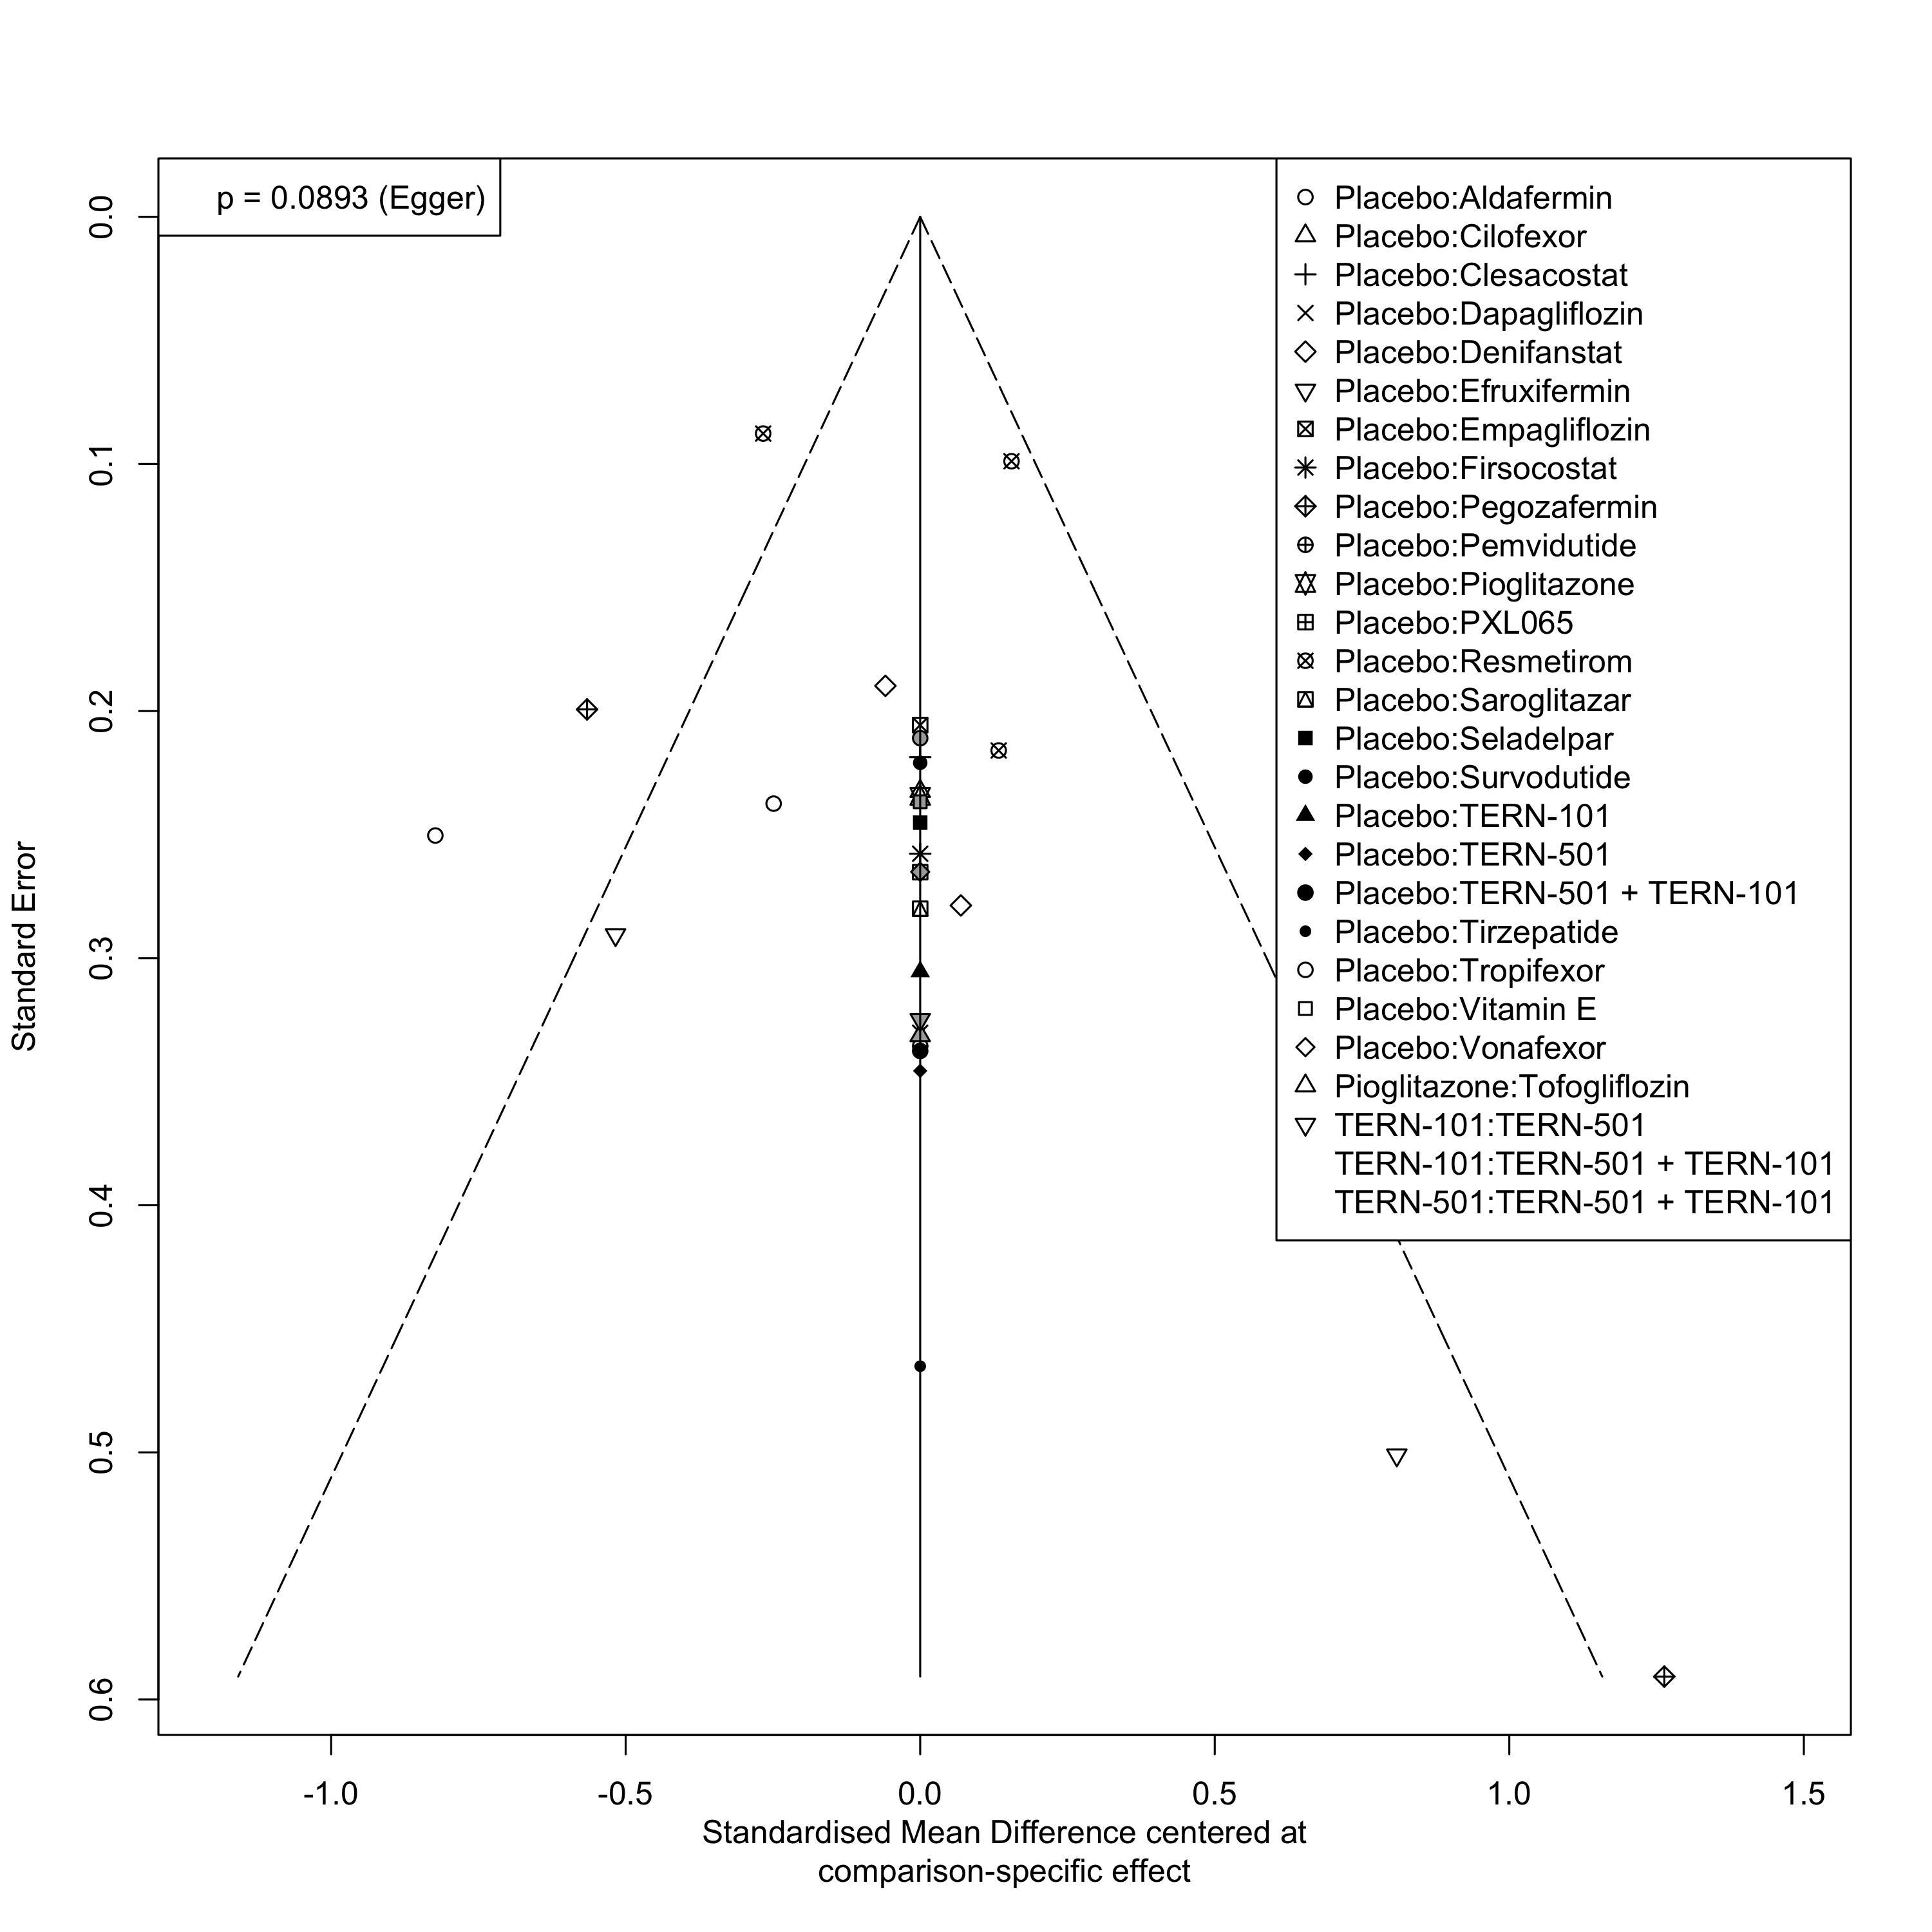 p = 0.0893 (Egger)
Placebo:Aldafermin
Placebo:Cilofexor
Placebo:Clesacostat
Placebo:Dapagliflozin
Placebo:Denifanstat
Placebo:Efruxifermin
Placebo:Empagliflozin
Placebo:Firsocostat
Placebo:Pegozafermin
Placebo:Pemvidutide
Placebo:Pioglitazone
Placebo:PXL065
Placebo:Resmetirom
Placebo:Saroglitazar
Placebo:Seladelpar
Placebo:Survodutide
Placebo:TERN-101
Placebo:TERN-501
Placebo:TERN-501 + TERN-101
Placebo:Tirzepatide
Placebo:Tropifexor
Placebo:Vitamin E
Placebo:Vonafexor
Pioglitazone:Tofogliflozin
TERN-101:TERN-501
TERN-101:TERN-501 + TERN-101
TERN-501:TERN-501 + TERN-101
Standard Error
0.0
0.1
0.2
0.3
0.4
0.5
0.6
-1.0 -0.5 0.0 0.5 1.0 1.5
Standardised Mean Difference centered at
comparison-specific effect